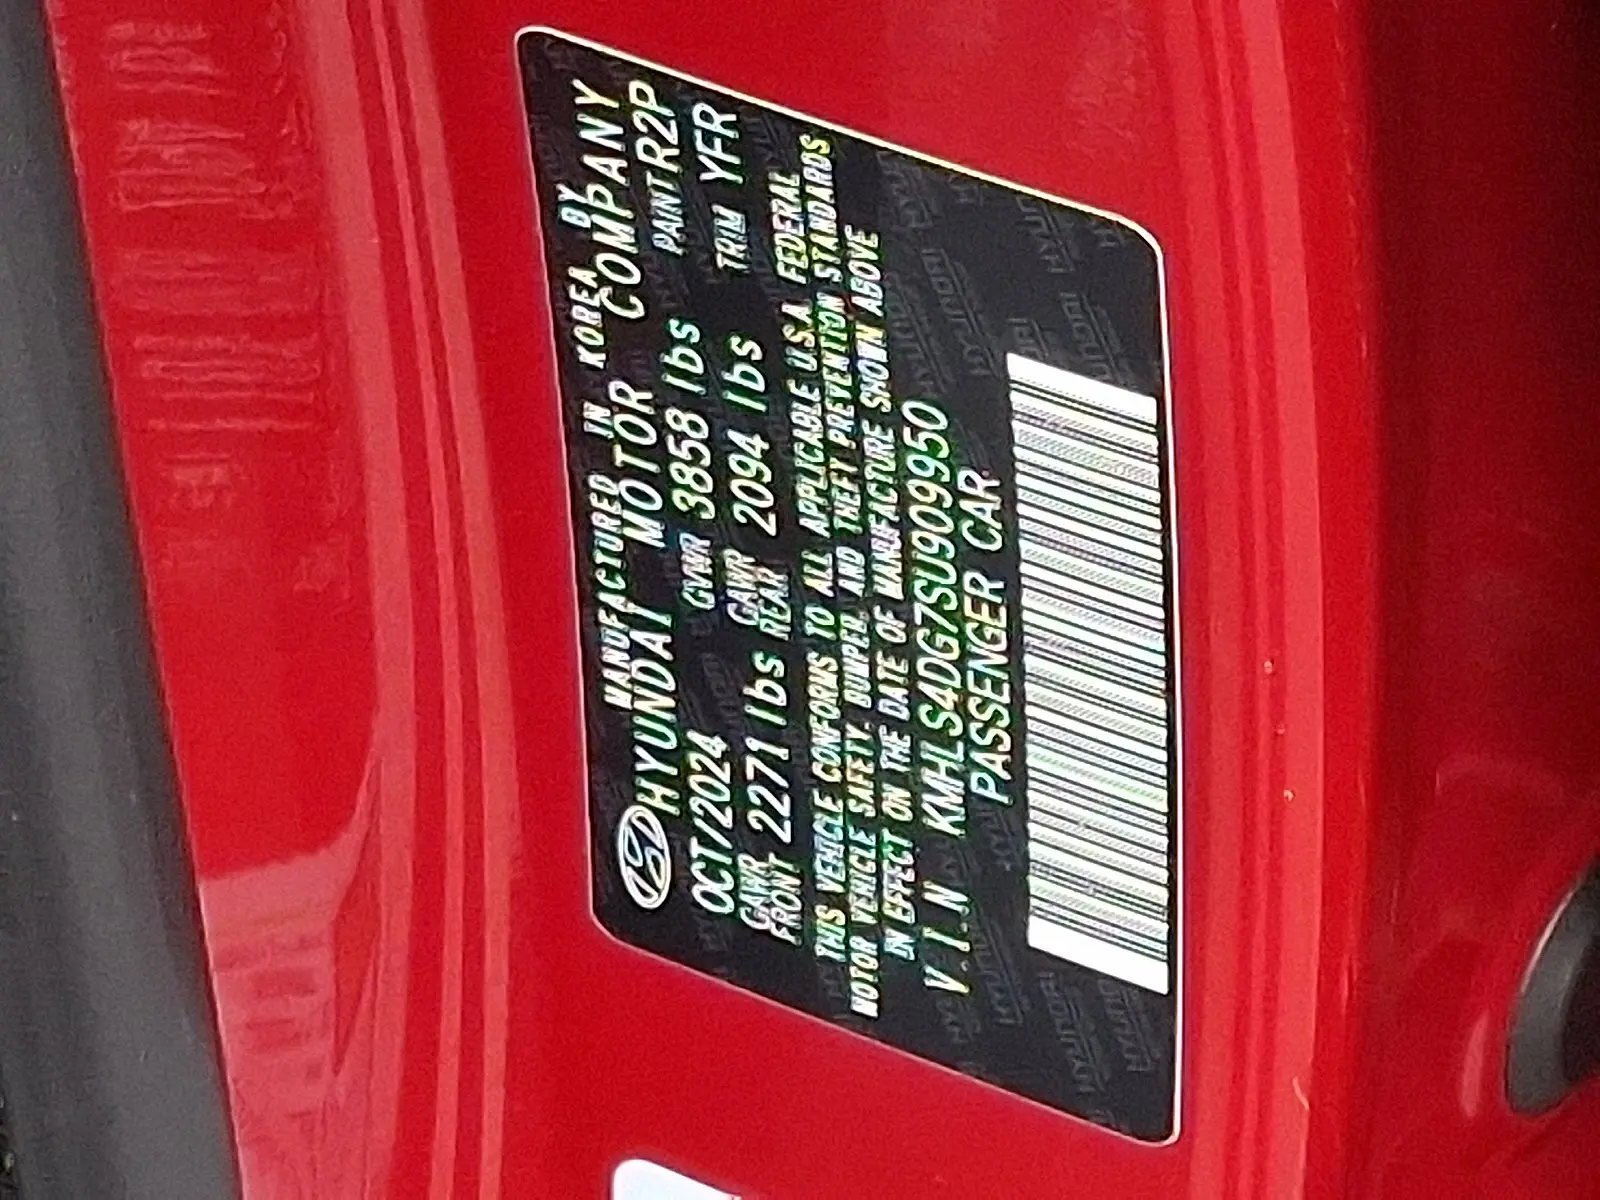 MANUFACTURED IN KOREA BY
HYUNDAI MOTOR COMPANY
OCT/2024 GVWR 3858 lbs PAINT R2P
GAWR FRONT 2271 lbs GAWR REAR 2094 lbs TRIM YFR
THIS VEHICLE CONFORMS TO ALL APPLICABLE U.S.A. FEDERAL
MOTOR VEHICLE SAFETY, BUMPER, AND THEFT PREVENTION STANDARDS
IN EFFECT ON THE DATE OF MANUFACTURE SHOWN ABOVE
V.I.N KMHLS4DG7SU909950
PASSENGER CAR